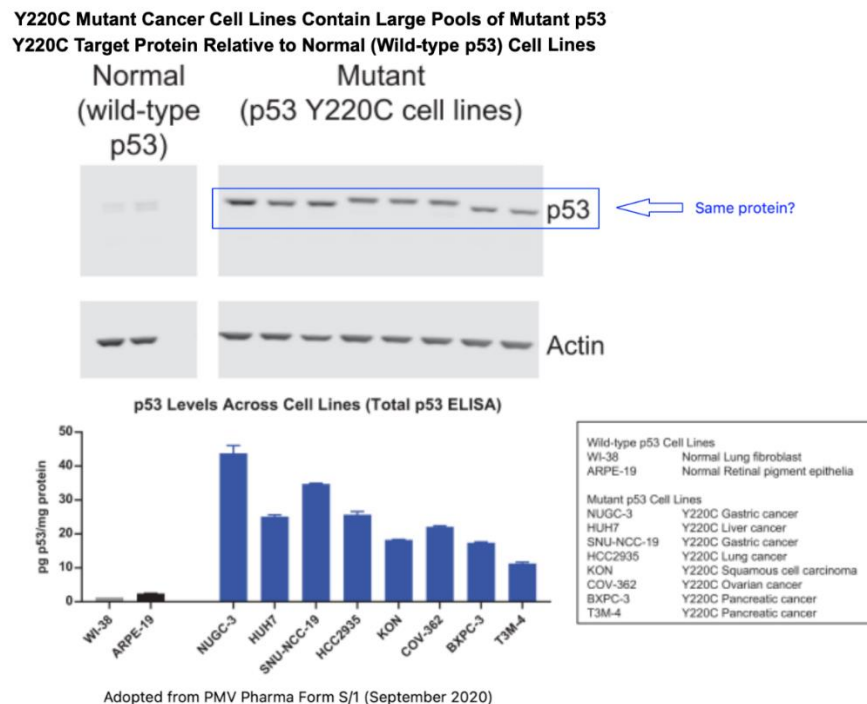 Y220C Mutant Cancer Cell Lines Contain Large Pools of Mutant p53
Y220C Target Protein Relative to Normal (Wild-type p53) Cell Lines
Normal
(wild-type
p53)
Mutant
(p53 Y220C cell lines)
p53
Same protein?
Actin
p53 Levels Across Cell Lines (Total p53 ELISA)
pg p53/mg protein
50
40
30
20
10
0
WI-38
ARPE-19
NUGC-3
HUH7
SNU-NCC-19
HCC2935
KON
COV-362
BXPC-3
T3M-4
Wild-type p53 Cell Lines
WI-38 Normal Lung fibroblast
ARPE-19 Normal Retinal pigment epithelia
Mutant p53 Cell Lines
NUGC-3 Y220C Gastric cancer
HUH7 Y220C Liver cancer
SNU-NCC-19 Y220C Gastric cancer
HCC2935 Y220C Lung cancer
KON Y220C Squamous cell carcinoma
COV-362 Y220C Ovarian cancer
BXPC-3 Y220C Pancreatic cancer
T3M-4 Y220C Pancreatic cancer
Adopted from PMV Pharma Form S/1 (September 2020)